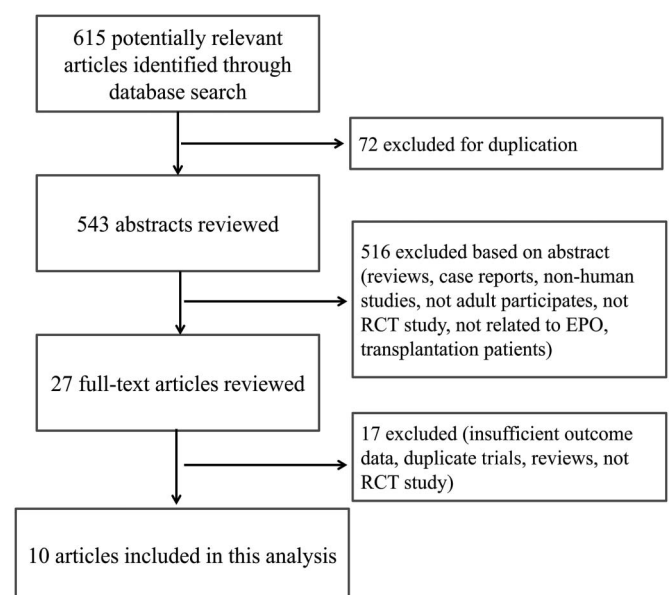 615 potentially relevant
articles identified through
database search
72 excluded for duplication
543 abstracts reviewed
516 excluded based on abstract
(reviews, case reports, non-human
studies, not adult participates, not
RCT study, not related to EPO,
transplantation patients)
27 full-text articles reviewed
17 excluded (insufficient outcome
data, duplicate trials, reviews, not
RCT study)
10 articles included in this analysis